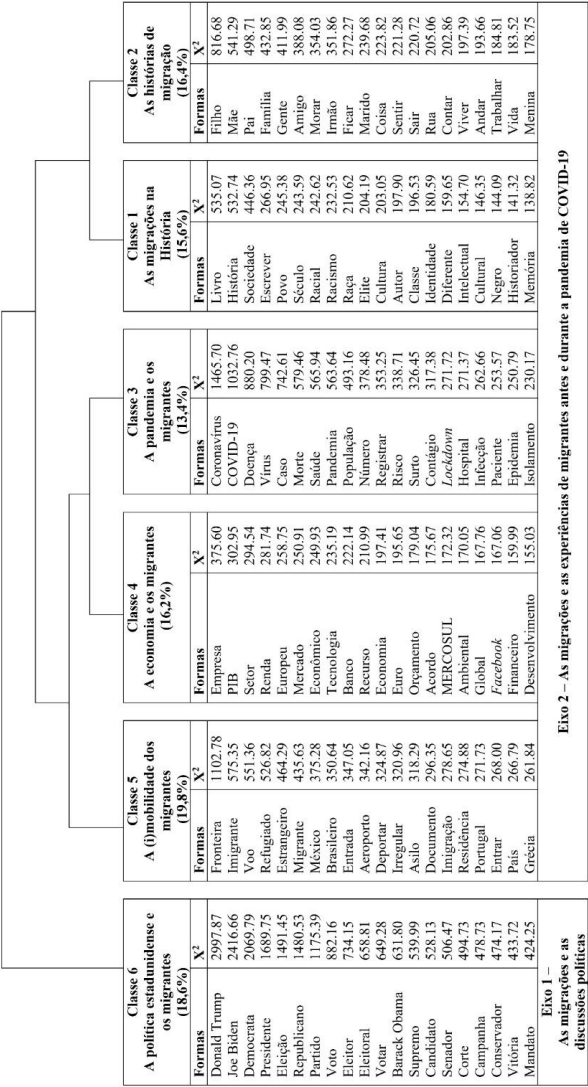 Classe 6
A política estadunidense e
os migrantes
(18,6%)
Formas X²
Donald Trump 2997.87
Joe Biden 2416.66
Democrata 2069.79
Presidente 1689.75
Eleição 1491.45
Republicano 1480.53
Partido 1175.39
Voto 882.16
Eleitor 734.15
Eleitoral 658.81
Votar 649.28
Barack Obama 631.80
Supremo 539.99
Candidato 528.13
Senador 506.47
Corte 494.73
Campanha 478.73
Conservador 474.17
Vitória 433.72
Mandato 424.25
Eixo 1 –
As migrações e as
discussões políticas
Classe 5
A (i)mobilidade dos
migrantes
(19,8%)
Formas X²
Fronteira 1102.78
Imigrante 575.35
Voo 551.36
Refugiado 526.82
Estrangeiro 464.29
Migrante 435.63
México 375.28
Brasileiro 350.64
Entrada 347.05
Aeroporto 342.16
Deportar 324.87
Irregular 320.96
Asilo 318.29
Documento 296.35
Imigração 278.65
Residência 274.88
Portugal 271.73
Entrar 268.00
País 266.79
Grécia 261.84
Classe 4
A economia e os migrantes
(16,2%)
Formas X²
Empresa 375.60
PIB 302.95
Setor 294.54
Renda 281.74
Europeu 258.75
Mercado 250.91
Econômico 249.93
Tecnologia 235.19
Banco 222.14
Recurso 210.99
Economia 197.41
Euro 195.65
Orçamento 179.04
Acordo 175.67
MERCOSUL 172.32
Ambiental 170.05
Global 167.76
Facebook 167.06
Financeiro 159.99
Desenvolvimento 155.03
Classe 3
A pandemia e os
migrantes
(13,4%)
Formas X²
Coronavírus 1465.70
COVID-19 1032.76
Doença 880.20
Vírus 799.47
Caso 742.61
Morte 579.46
Saúde 565.94
Pandemia 563.64
População 493.16
Número 378.48
Registrar 353.25
Risco 338.71
Surto 326.45
Contágio 317.38
Lockdown 271.72
Hospital 271.37
Infecção 262.66
Paciente 253.57
Epidemia 250.79
Isolamento 230.17
Classe 1
As migrações na
História
(15,6%)
Formas X²
Livro 535.07
História 532.74
Sociedade 446.36
Escrever 266.95
Povo 245.38
Século 243.59
Racial 242.62
Racismo 232.53
Raça 210.62
Elite 204.19
Cultura 203.05
Autor 197.90
Classe 196.53
Identidade 180.59
Diferente 159.65
Intelectual 154.70
Cultural 146.35
Negro 144.09
Historiador 141.32
Memória 138.82
Classe 2
As histórias de
migração
(16,4%)
Formas X²
Filho 816.68
Mãe 541.29
Pai 498.71
Família 432.85
Gente 411.99
Amigo 388.08
Morar 354.03
Irmão 351.86
Ficar 272.27
Marido 239.68
Coisa 223.82
Sentir 221.28
Sair 220.72
Rua 205.06
Contar 202.86
Viver 197.39
Andar 193.66
Trabalhar 184.81
Vida 183.52
Menina 178.75
Eixo 2 – As migrações e as experiências de migrantes antes e durante a pandemia de COVID-19